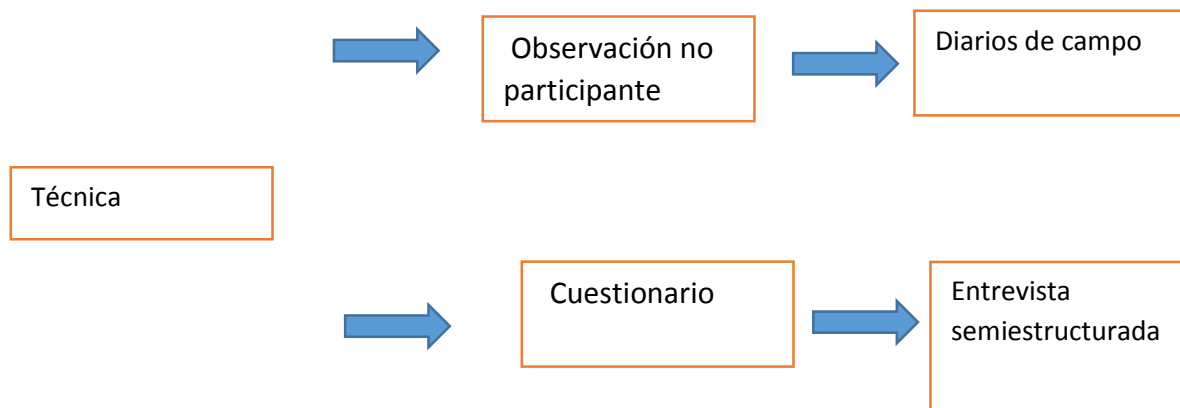 Observación no
participante
Diarios de campo
Técnica
Cuestionario
Entrevista
semiestructurada